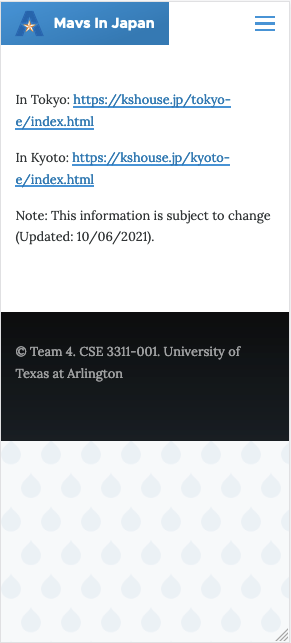 Mavs In Japan
In Tokyo: https://kshouse.jp/tokyo-
e/index.html
In Kyoto: https://kshouse.jp/kyoto-
e/index.html
Note: This information is subject to change
(Updated: 10/06/2021).
© Team 4. CSE 3311-001. University of
Texas at Arlington